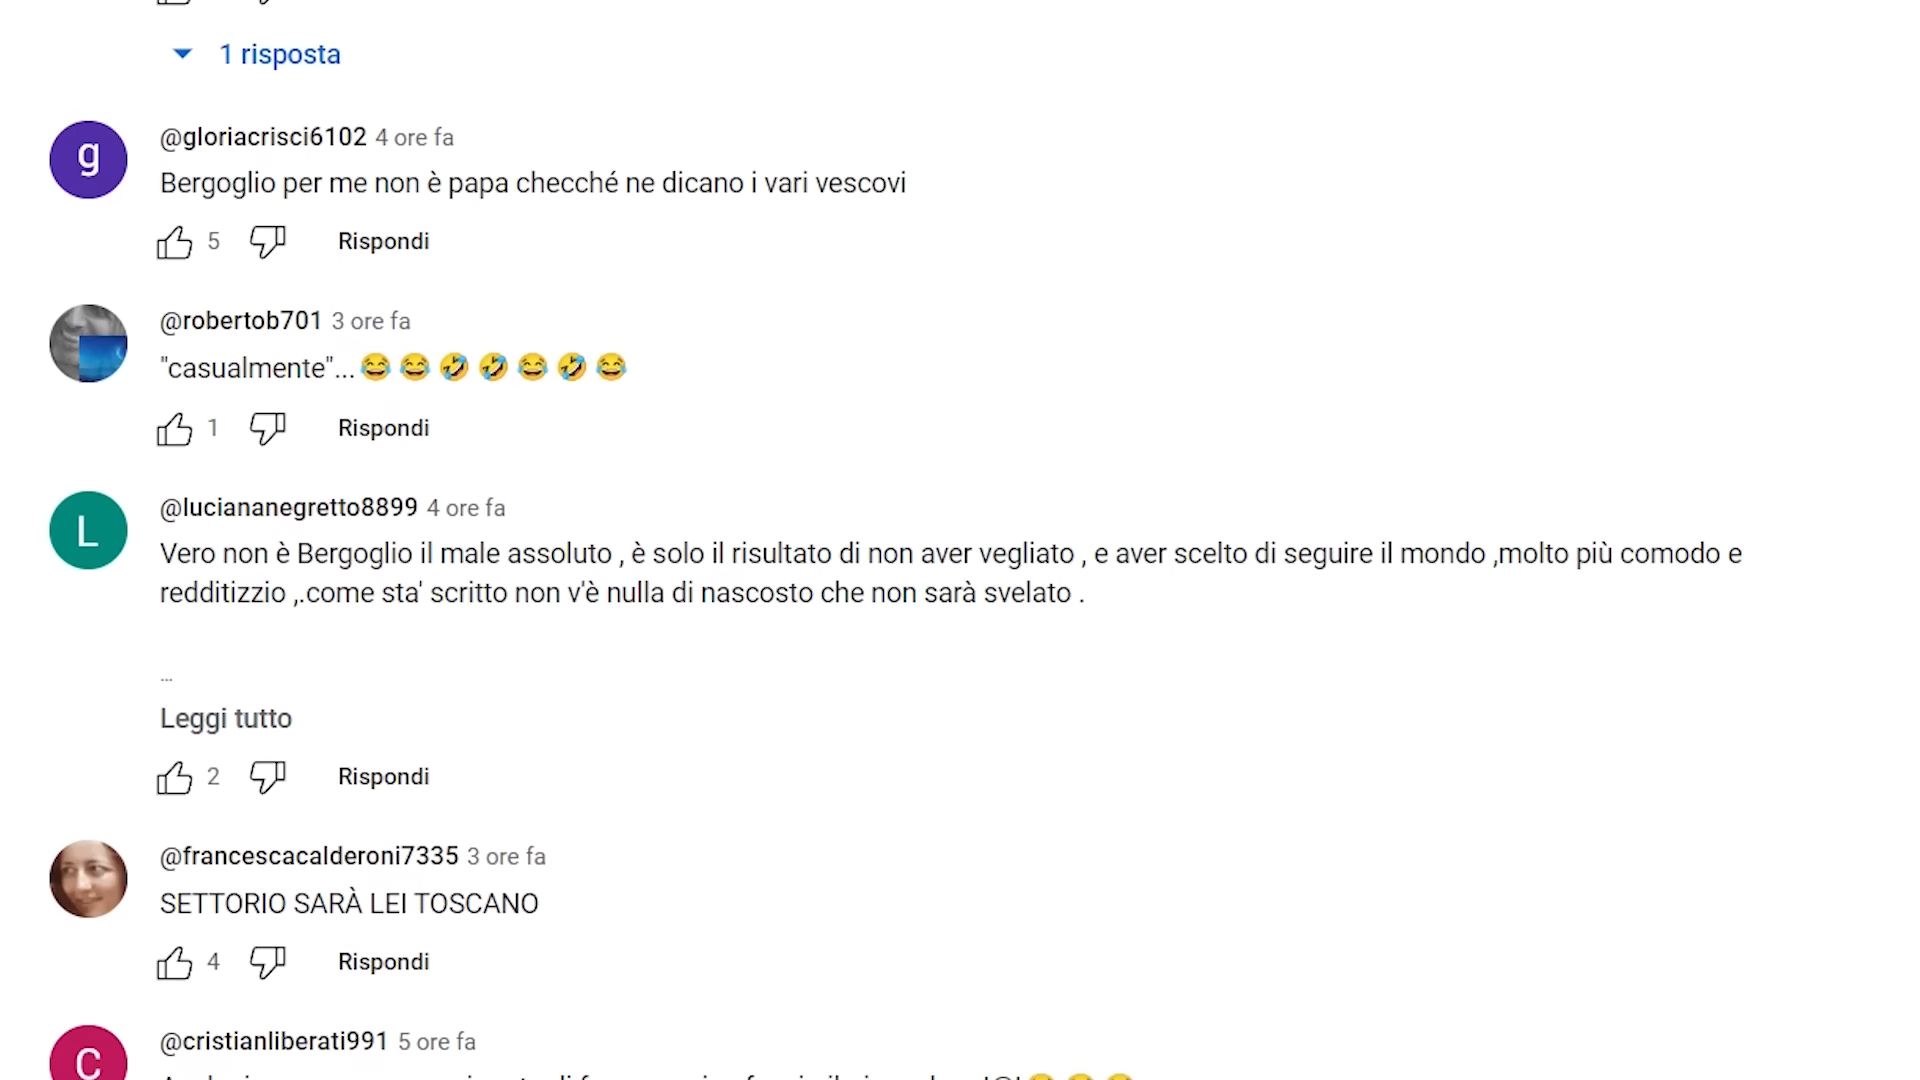 1 risposta
g
@gloriacrisci6102 4 ore fa
Bergoglio per me non è papa checché ne dicano i vari vescovi
5 Rispondi
@robertob701 3 ore fa
"casualmente"... 😂 😂 🤣 🤣 😂 🤣 😂
1 Rispondi
L
@luciananegretto8899 4 ore fa
Vero non è Bergoglio il male assoluto , è solo il risultato di non aver vegliato , e aver scelto di seguire il mondo ,molto più comodo e
redditizzio ,.come sta' scritto non v'è nulla di nascosto che non sarà svelato .
...
Leggi tutto
2 Rispondi
@francescacalderoni7335 3 ore fa
SETTORIO SARÀ LEI TOSCANO
4 Rispondi
C
@cristianliberati991 5 ore fa